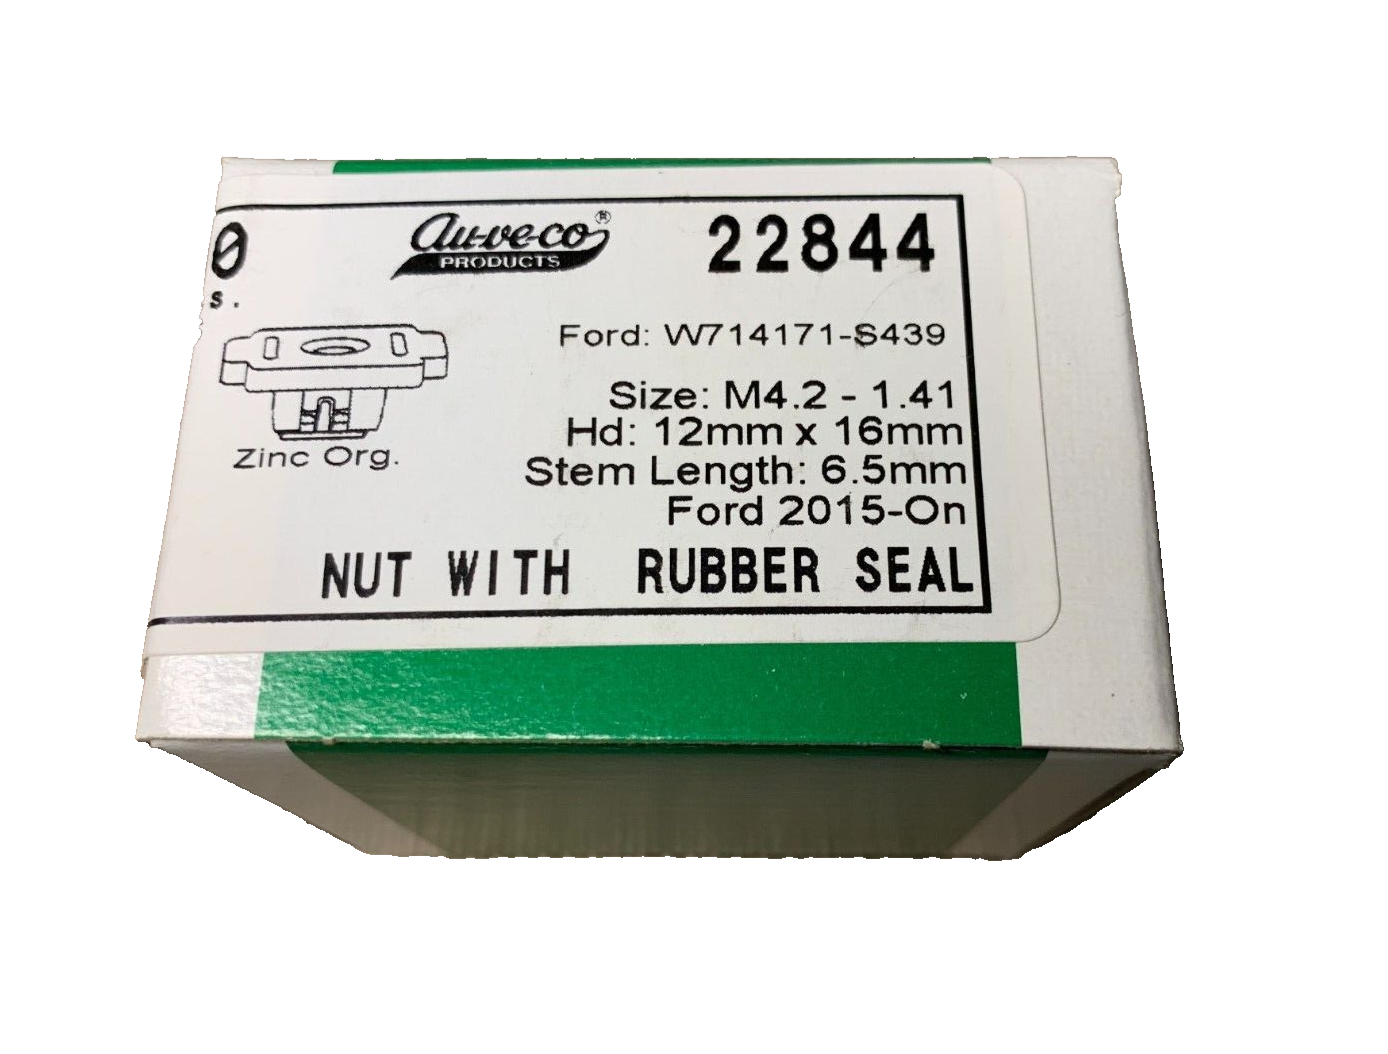 0
s.
Au-ve-co®
PRODUCTS
22844
Ford: W714171-S439
Size: M4.2 - 1.41
Hd: 12mm x 16mm
Stem Length: 6.5mm
Ford 2015-On
Zinc Org.
NUT WITH RUBBER SEAL